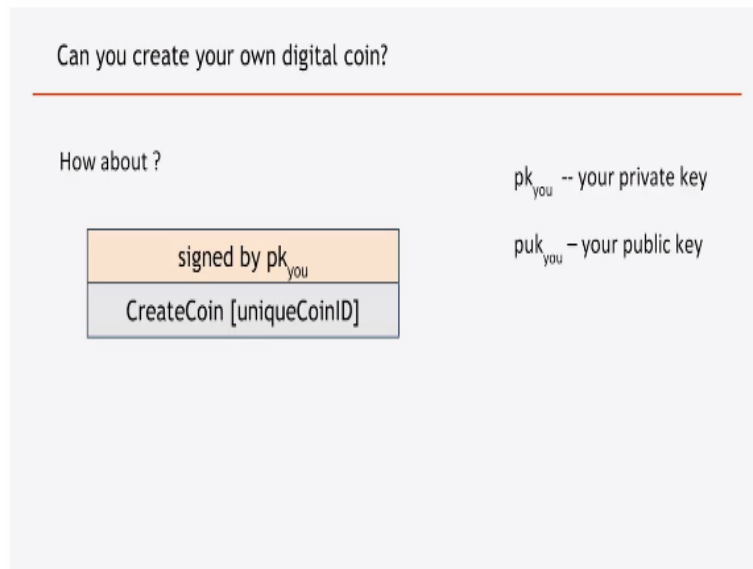 Can you create your own digital coin?
How about ?
signed by pk_you
CreateCoin [uniqueCoinID]
pk_you -- your private key
puk_you – your public key